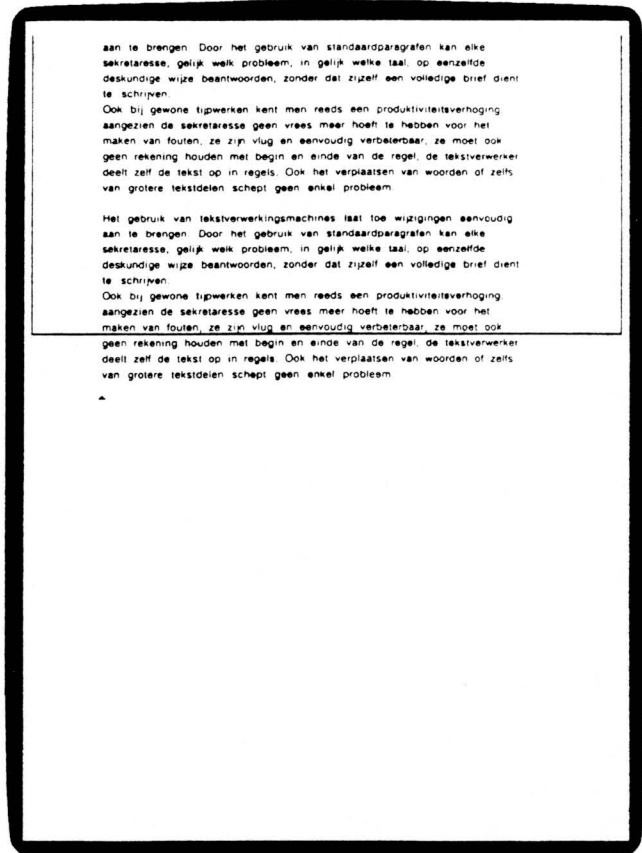 aan te brengen. Door het gebruik van standaardparagrafen kan elke
sekretaresse, gelijk welk probleem, in gelijk welke taal, op eenzelfde
deskundige wijze beantwoorden, zonder dat zijzelf een volledige brief dient
te schrijven.
Ook bij gewone tijpwerken kent men reeds een produktiviteitsverhoging
aangezien de sekretaresse geen vrees meer hoeft te hebben voor het
maken van fouten, ze zijn vlug en eenvoudig verbeterbaar, ze moet ook
geen rekening houden met begin en einde van de regel, de tekstverwerker
deelt zelf de tekst op in regels. Ook het verplaatsen van woorden of zelfs
van grotere tekstdelen schept geen enkel probleem.
Het gebruik van tekstverwerkingsmachines laat toe wijzigingen eenvoudig
aan te brengen. Door het gebruik van standaardparagrafen kan elke
sekretaresse, gelijk welk probleem, in gelijk welke taal, op eenzelfde
deskundige wijze beantwoorden, zonder dat zijzelf een volledige brief dient
te schrijven.
Ook bij gewone tijpwerken kent men reeds een produktiviteitsverhoging
aangezien de sekretaresse geen vrees meer hoeft te hebben voor het
maken van fouten, ze zijn vlug en eenvoudig verbeterbaar, ze moet ook
geen rekening houden met begin en einde van de regel, de tekstverwerker
deelt zelf de tekst op in regels. Ook het verplaatsen van woorden of zelfs
van grotere tekstdelen schept geen enkel probleem.